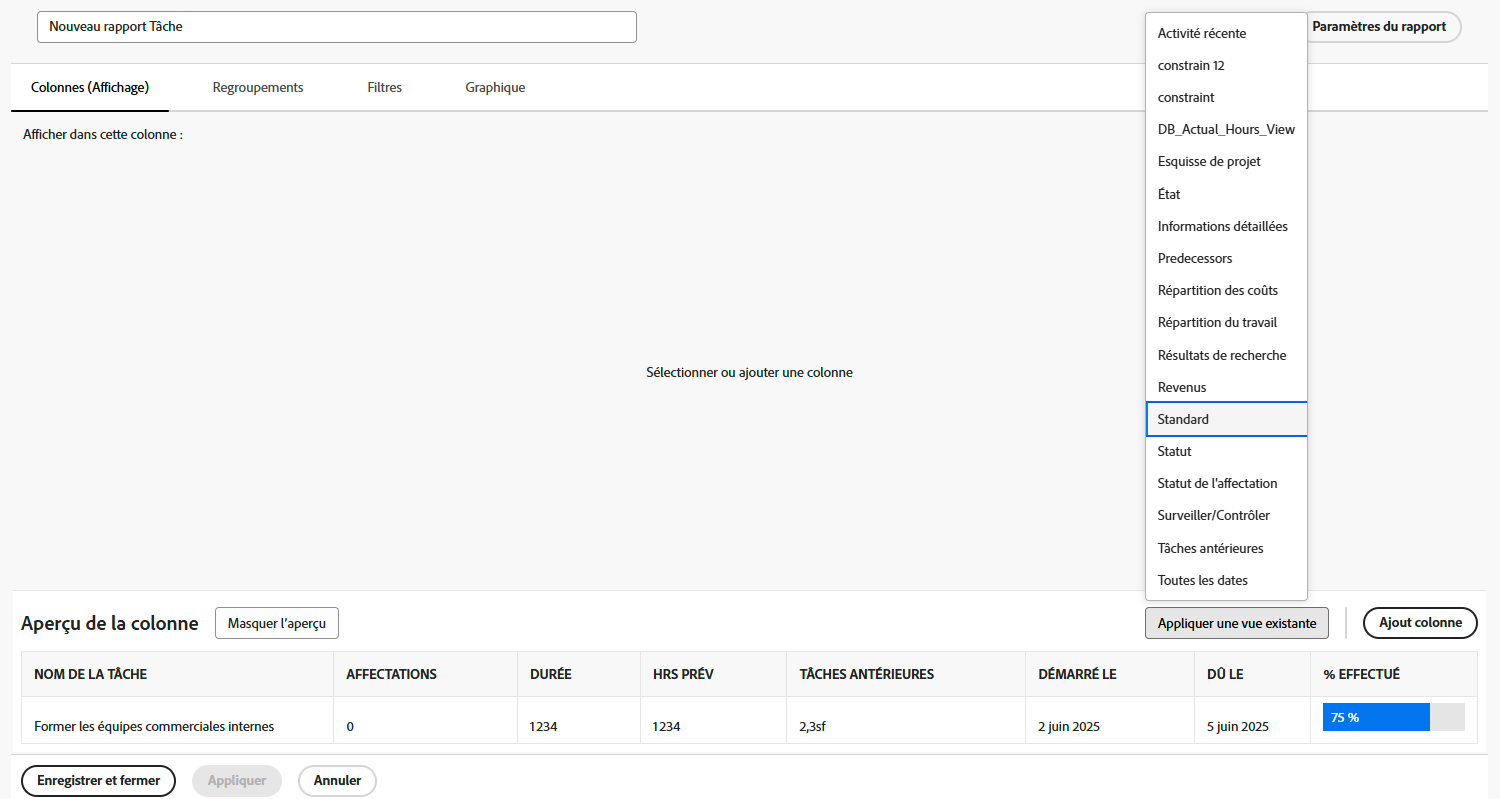 Nouveau rapport Tâche
Paramètres du rapport
Colonnes (Affichage)
Regroupements
Filtres
Graphique
Afficher dans cette colonne :
Sélectionner ou ajouter une colonne
Activité récente
constrain 12
constraint
DB_Actual_Hours_View
Esquisse de projet
État
Informations détaillées
Predecessors
Répartition des coûts
Répartition du travail
Résultats de recherche
Revenus
Standard
Statut
Statut de l'affectation
Surveiller/Contrôler
Tâches antérieures
Toutes les dates
Aperçu de la colonne
Masquer l'aperçu
Appliquer une vue existante
Ajout colonne
NOM DE LA TÂCHE AFFECTATIONS DURÉE HRS PRÉV TÂCHES ANTÉRIEURES DÉMARRÉ LE DÛ LE % EFFECTUÉ
Former les équipes commerciales internes 0 1234 1234 2,3sf 2 juin 2025 5 juin 2025 75 %
Enregistrer et fermer
Appliquer
Annuler